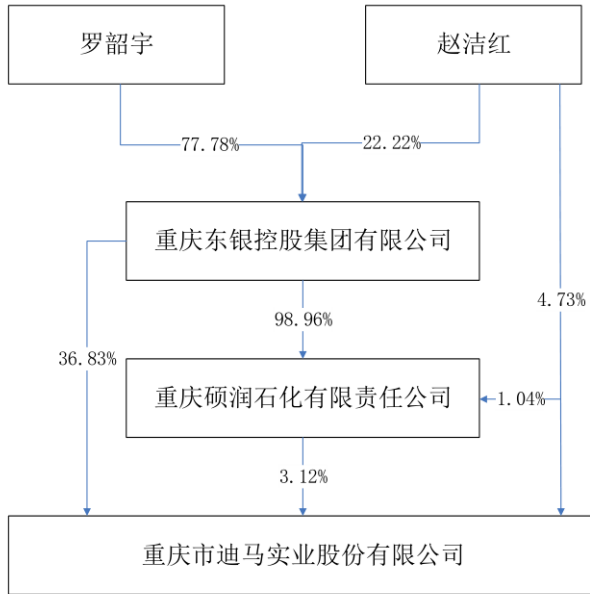 罗韶宇
赵洁红
77.78%
22.22%
重庆东银控股集团有限公司
4.73%
98.96%
36.83%
重庆硕润石化有限责任公司
1.04%
3.12%
重庆市迪马实业股份有限公司